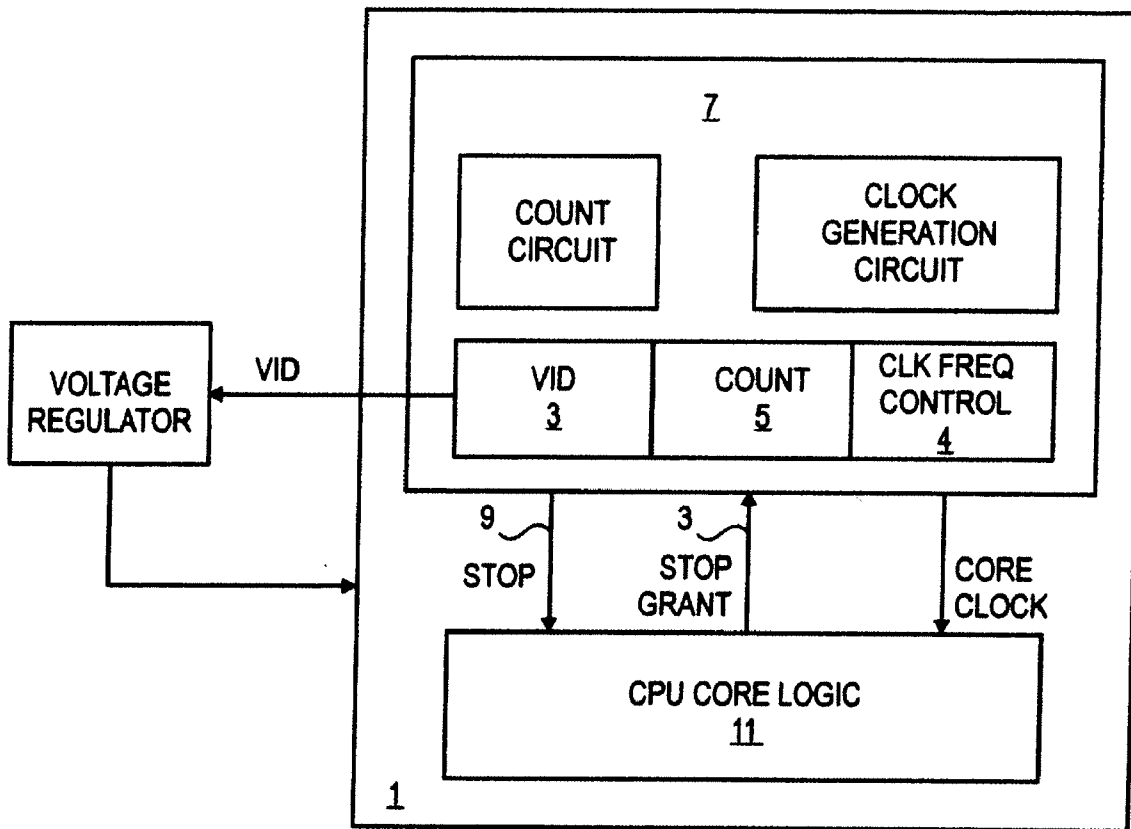 7
COUNT
CIRCUIT
CLOCK
GENERATION
CIRCUIT
VOLTAGE
REGULATOR
VID
VID
3
COUNT
5
CLK FREQ
CONTROL
4
9
STOP
3
STOP
GRANT
CORE
CLOCK
CPU CORE LOGIC
11
1